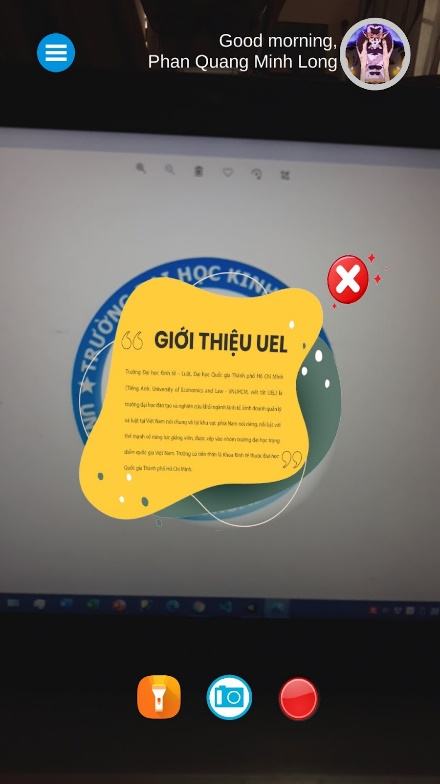 Good morning,
Phan Quang Minh Long
TRƯỜNG ĐẠI HỌC KINH
GIỚI THIỆU UEL
Trường Đại học Kinh tế - Luật, Đại học Quốc gia Thành phố Hồ Chí Minh
(Tiếng Anh: University of Economics and Law - VNUHCM, viết tắt UEL) là
trường đại học đào tạo và nghiên cứu khối ngành kinh tế, kinh doanh quản lý
và luật tại Việt Nam nói chung và tại khu vực phía Nam nói riêng, nổi bật với
thế mạnh về năng lực giảng viên, được xếp vào nhóm trường đại học trọng
điểm quốc gia Việt Nam. Trường có tiền thân là Khoa Kinh tế thuộc Đại học
Quốc gia Thành phố Hồ Chí Minh.